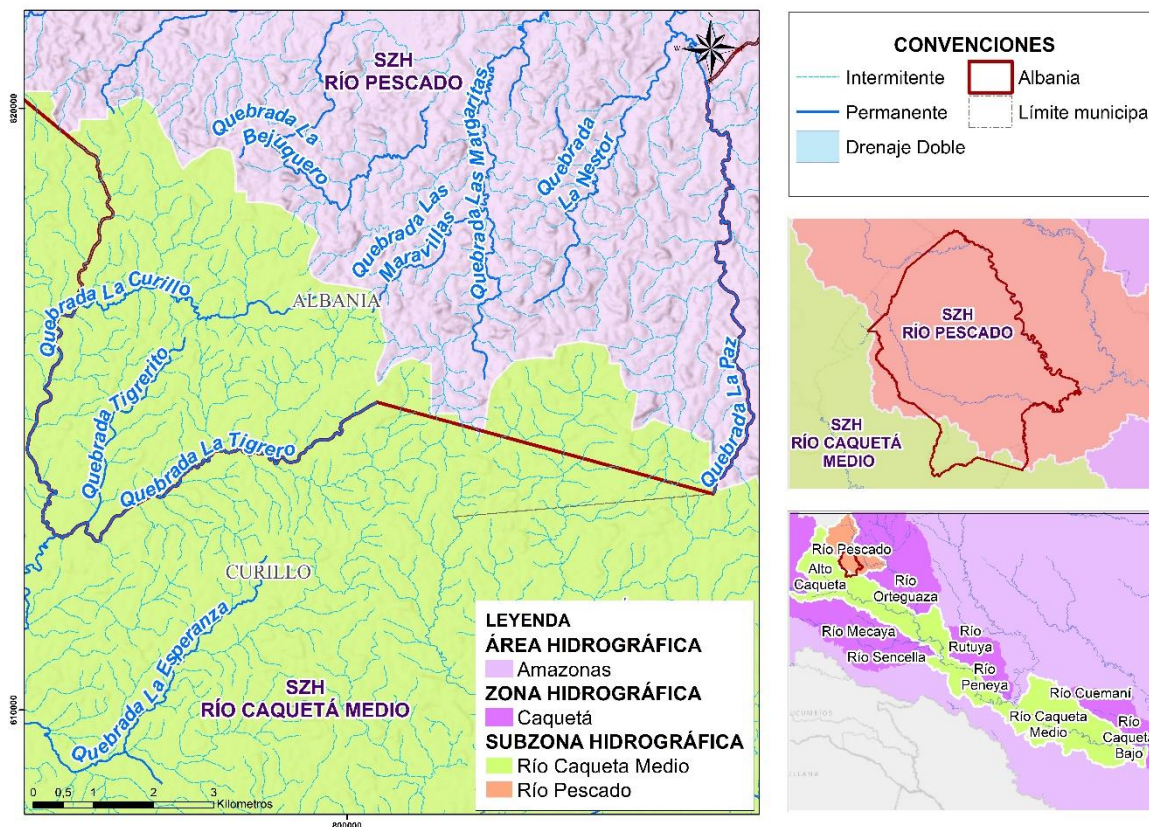 SZH
RÍO PESCADO
W
620000
Quebrada La
Bejuquero
Quebrada Las
Maravillas
Quebrada Las Margaritas
Quebrada
La Nestor
Quebrada La Curillo
ALBANIA
Quebrada Tigrerito
Quebrada La Tigrero
Quebrada La Paz
CURILLO
Quebrada La Esperanza
SZH
RÍO CAQUETÁ MEDIO
610000
0 0,5 1 2 3
Kilometros
800000
LEYENDA
ÁREA HIDROGRÁFICA
Amazonas
ZONA HIDROGRÁFICA
Caquetá
SUBZONA HIDROGRÁFICA
Río Caqueta Medio
Río Pescado
CONVENCIONES
Intermitente
Albania
Permanente
Límite municipa
Drenaje Doble
SZH
RÍO PESCADO
SZH
RÍO CAQUETÁ
MEDIO
Río Pescado
Alto
Caqueta
Río
Orteguaza
Río Mecaya
Río Sencella
Río
Rutuya
Río
Peneya
Río Cuemaní
Río Caqueta
Medio
Río
Caqueta
Bajo